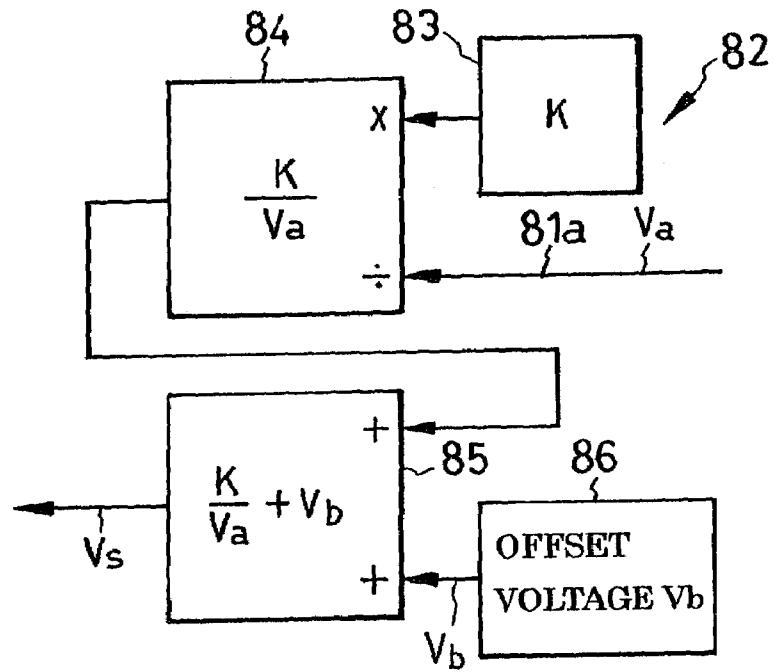 84
83
82
X
K
K
Va
81a
Va
÷
+
85
86
K
Va
+ Vb
OFFSET
VOLTAGE Vb
Vs
+
Vb